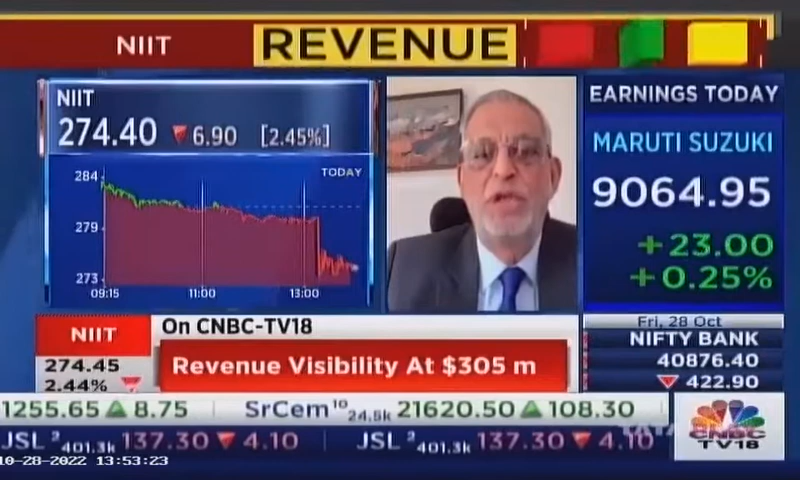 NIIT
REVENUE
NIIT
274.40 ▼ 6.90 [2.45%]
TODAY
284
279
273
09:15 11:00 13:00
EARNINGS TODAY
MARUTI SUZUKI
9064.95
+23.00
+0.25%
Fri, 28 Oct
NIFTY BANK
40876.40
▼ 422.90
NIIT
274.45
2.44% ▼
On CNBC-TV18
Revenue Visibility At $305 m
1255.65 ▲ 8.75 SrCem 10 24.5k 21620.50 ▲ 108.30
JSL 2 401.3k 137.30 ▼ 4.10 JSL 2 401.3k 137.30 ▼ 4.10
CNBC
TV18
10-28-2022 13:53:23